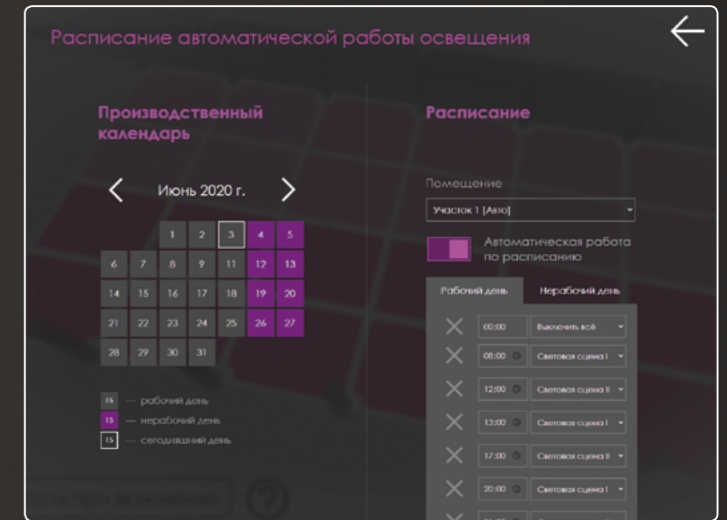 Расписание автоматической работы освещения
Производственный
календарь
Июнь 2020 г.
1 2 3 4 5
6 7 8 9 11 12 13
14 15 16 17 18 19 20
21 22 23 24 25 26 27
28 29 30 31
15 — рабочий день
15 — нерабочий день
15 — сегодняшний день
Расписание
Помещение
Участок 1 [Авто]
Автоматическая работа
по расписанию
Рабочий день Нерабочий день
00:00 Выключить всё
08:00 Световая сцена I
12:00 Световая сцена II
13:00 Световая сцена I
17:00 Световая сцена II
20:00 Световая сцена I
ость при включении ?